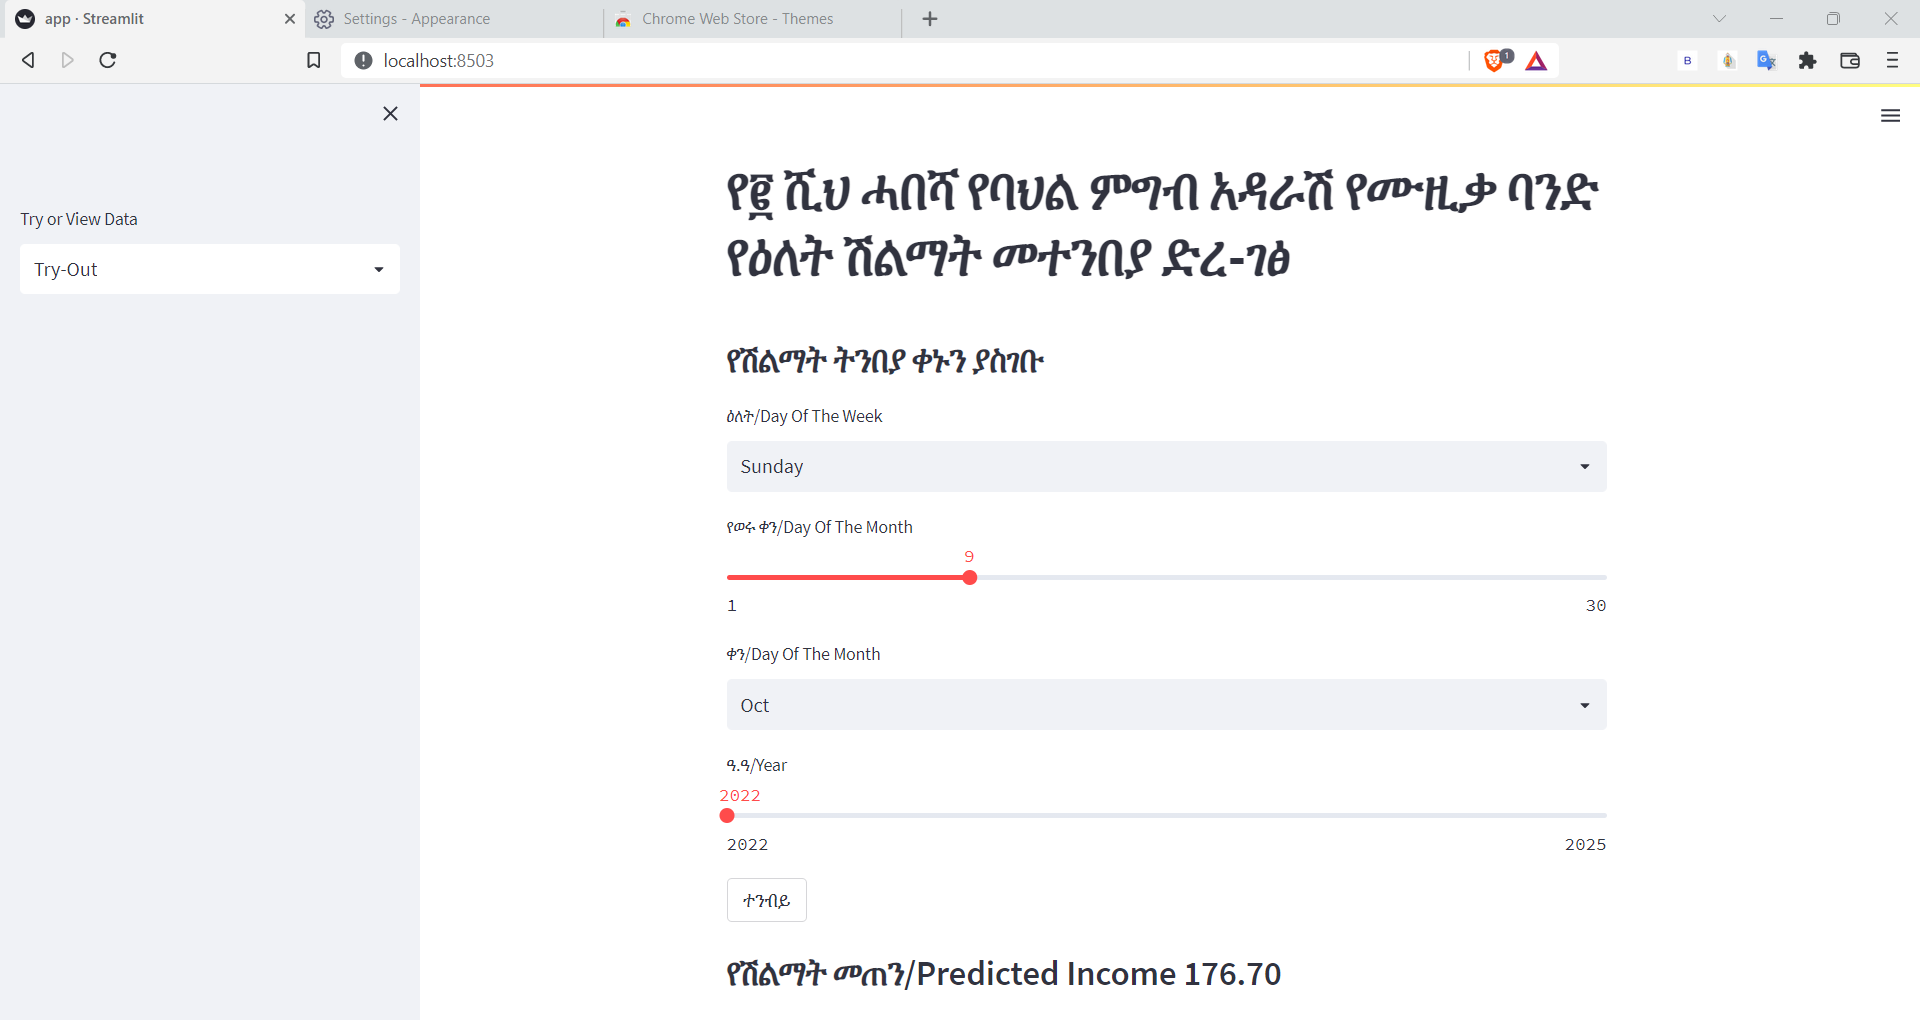 app · Streamlit
Settings - Appearance
Chrome Web Store - Themes
localhost:8503
1
B
Try or View Data
Try-Out
የ፪ ሺህ ሓበሻ የባህል ምግብ አዳራሽ የሙዚቃ ባንድ
የዕለት ሽልማት መተንበያ ድረ-ገፅ
የሽልማት ትንበያ ቀኑን ያስገቡ
ዕለት/Day Of The Week
Sunday
የወሩ ቀን/Day Of The Month
9
1
30
ቀን/Day Of The Month
Oct
ዓ.ዓ/Year
2022
2022
2025
ተንብይ
የሽልማት መጠን/Predicted Income 176.70